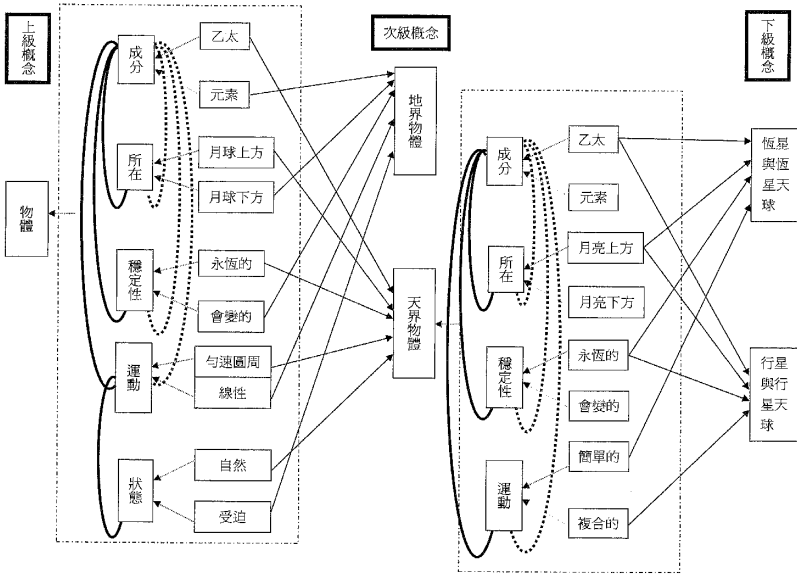 上級概念
物體
成分
所在
穩定性
運動
狀態
乙太
元素
月球上方
月球下方
永恆的
會變的
勻速圓周
線性
自然
受迫
次級概念
地界物體
天界物體
成分
所在
穩定性
運動
乙太
元素
月亮上方
月亮下方
永恆的
會變的
簡單的
複合的
下級概念
恆星與恆星天球
行星與行星天球